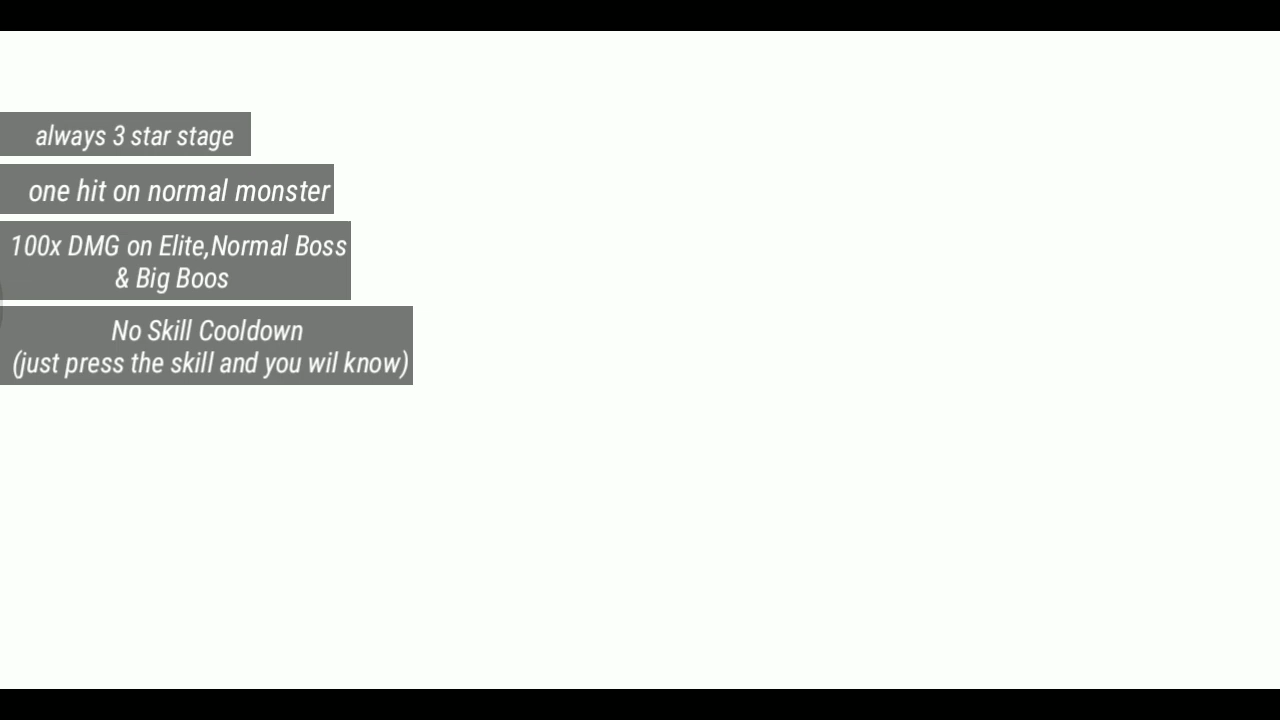 always 3 star stage
one hit on normal monster
100x DMG on Elite,Normal Boss
& Big Boos
No Skill Cooldown
(just press the skill and you wil know)